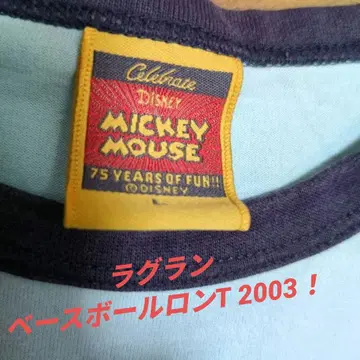 Celebrate
DISNEY
MICKEY
MOUSE
75 YEARS OF FUN!!
©DISNEY
L
ラグラン
ベースボールロンT 2003！